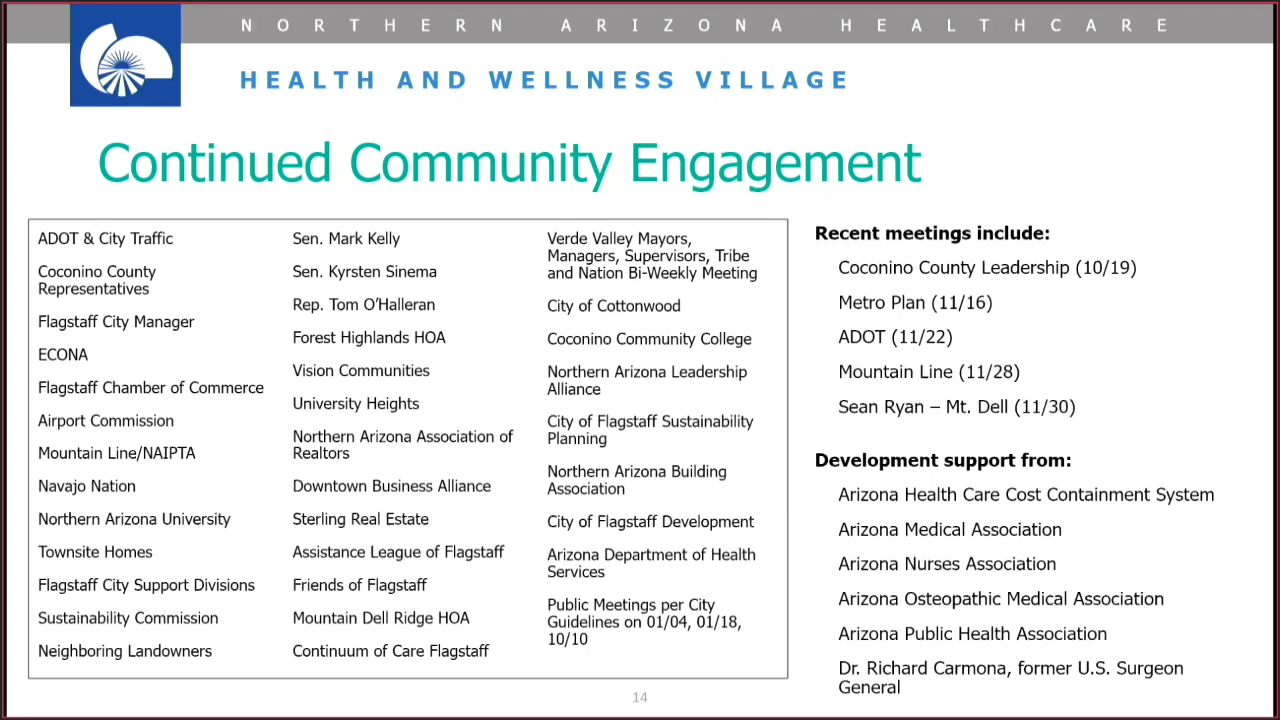 NORTHERN ARIZONA HEALTHCARE
HEALTH AND WELLNESS VILLAGE
Continued Community Engagement
ADOT & City Traffic
Coconino County
Representatives
Flagstaff City Manager
ECONA
Flagstaff Chamber of Commerce
Airport Commission
Mountain Line/NAIPTA
Navajo Nation
Northern Arizona University
Townsite Homes
Flagstaff City Support Divisions
Sustainability Commission
Neighboring Landowners
Sen. Mark Kelly
Sen. Kyrsten Sinema
Rep. Tom O’Halleran
Forest Highlands HOA
Vision Communities
University Heights
Northern Arizona Association of
Realtors
Downtown Business Alliance
Sterling Real Estate
Assistance League of Flagstaff
Friends of Flagstaff
Mountain Dell Ridge HOA
Continuum of Care Flagstaff
Verde Valley Mayors,
Managers, Supervisors, Tribe
and Nation Bi-Weekly Meeting
City of Cottonwood
Coconino Community College
Northern Arizona Leadership
Alliance
City of Flagstaff Sustainability
Planning
Northern Arizona Building
Association
City of Flagstaff Development
Arizona Department of Health
Services
Public Meetings per City
Guidelines on 01/04, 01/18,
10/10
Recent meetings include:
Coconino County Leadership (10/19)
Metro Plan (11/16)
ADOT (11/22)
Mountain Line (11/28)
Sean Ryan – Mt. Dell (11/30)
Development support from:
Arizona Health Care Cost Containment System
Arizona Medical Association
Arizona Nurses Association
Arizona Osteopathic Medical Association
Arizona Public Health Association
Dr. Richard Carmona, former U.S. Surgeon
General
14